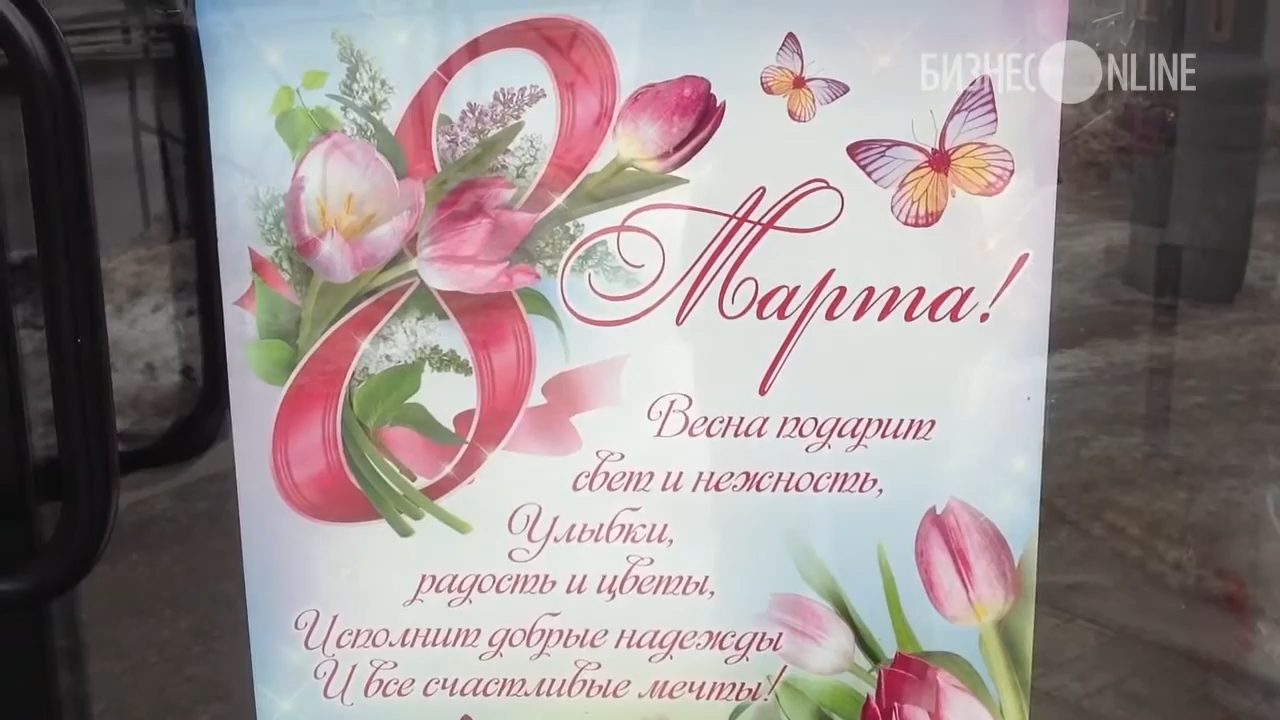 БИЗНЕС ONLINE
8 Марта!
Весна подарит
свет и нежность,
Улыбки,
радость и цветы,
Исполнит добрые надежды
И все счастливые мечты!